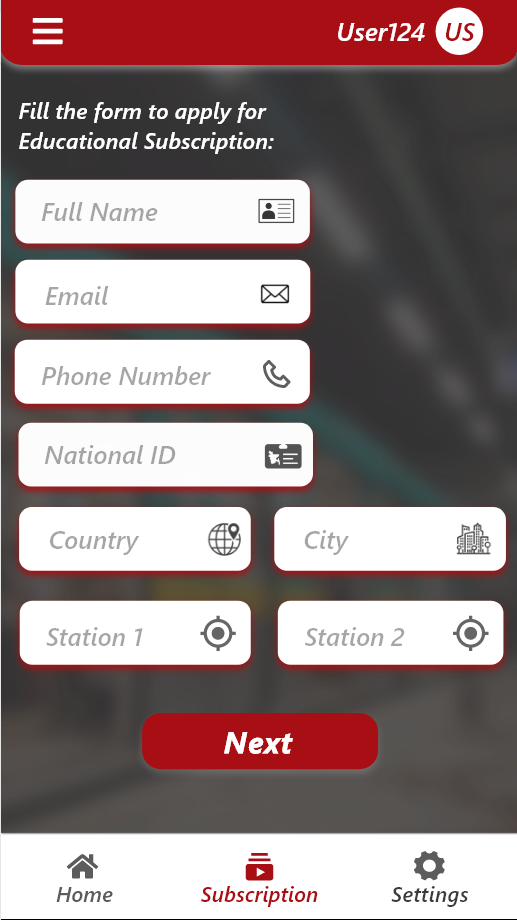 User124 US
Fill the form to apply for
Educational Subscription:
Full Name
Email
Phone Number
National ID
Country City
Station 1 Station 2
Next
Home Subscription Settings